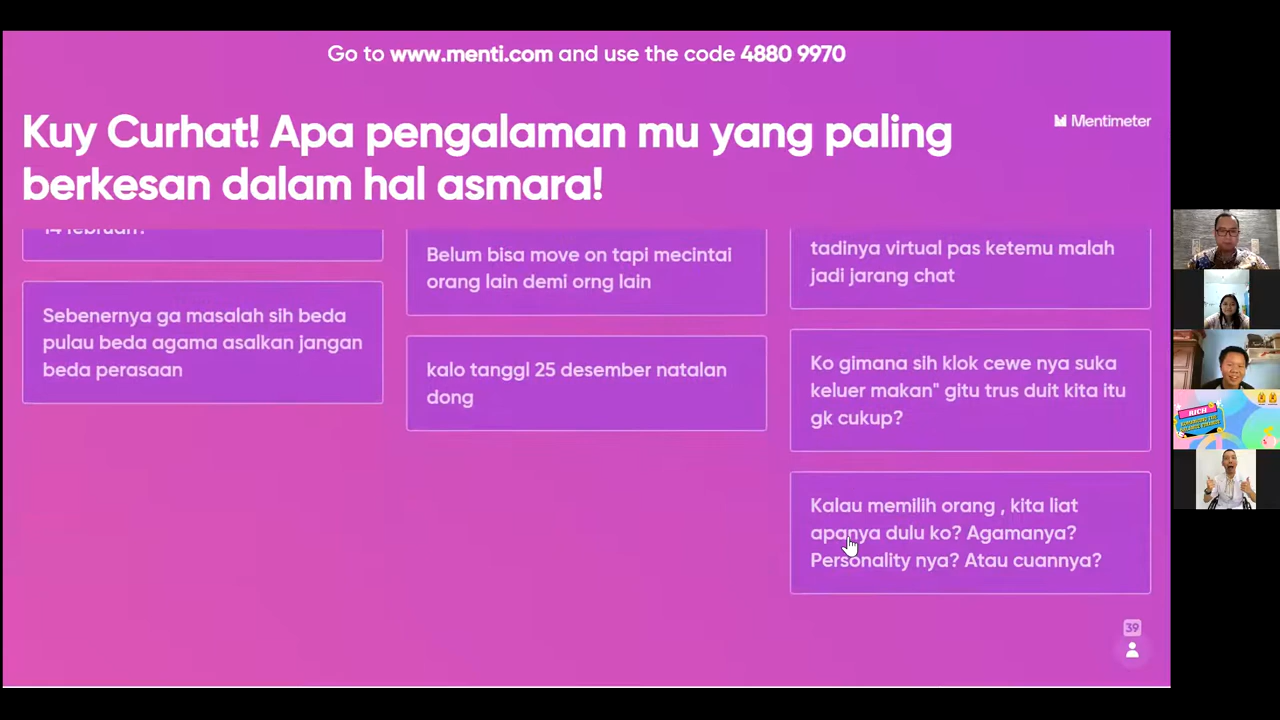 Go to www.menti.com and use the code 4880 9970
Kuy Curhat! Apa pengalaman mu yang paling
berkesan dalam hal asmara!
Mentimeter
14 februari?
Sebenernya ga masalah sih beda
pulau beda agama asalkan jangan
beda perasaan
Belum bisa move on tapi mecintai
orang lain demi orng lain
kalo tanggl 25 desember natalan
dong
tadinya virtual pas ketemu malah
jadi jarang chat
Ko gimana sih klok cewe nya suka
keluer makan" gitu trus duit kita itu
gk cukup?
Kalau memilih orang , kita liat
apanya dulu ko? Agamanya?
Personality nya? Atau cuannya?
39
RICH